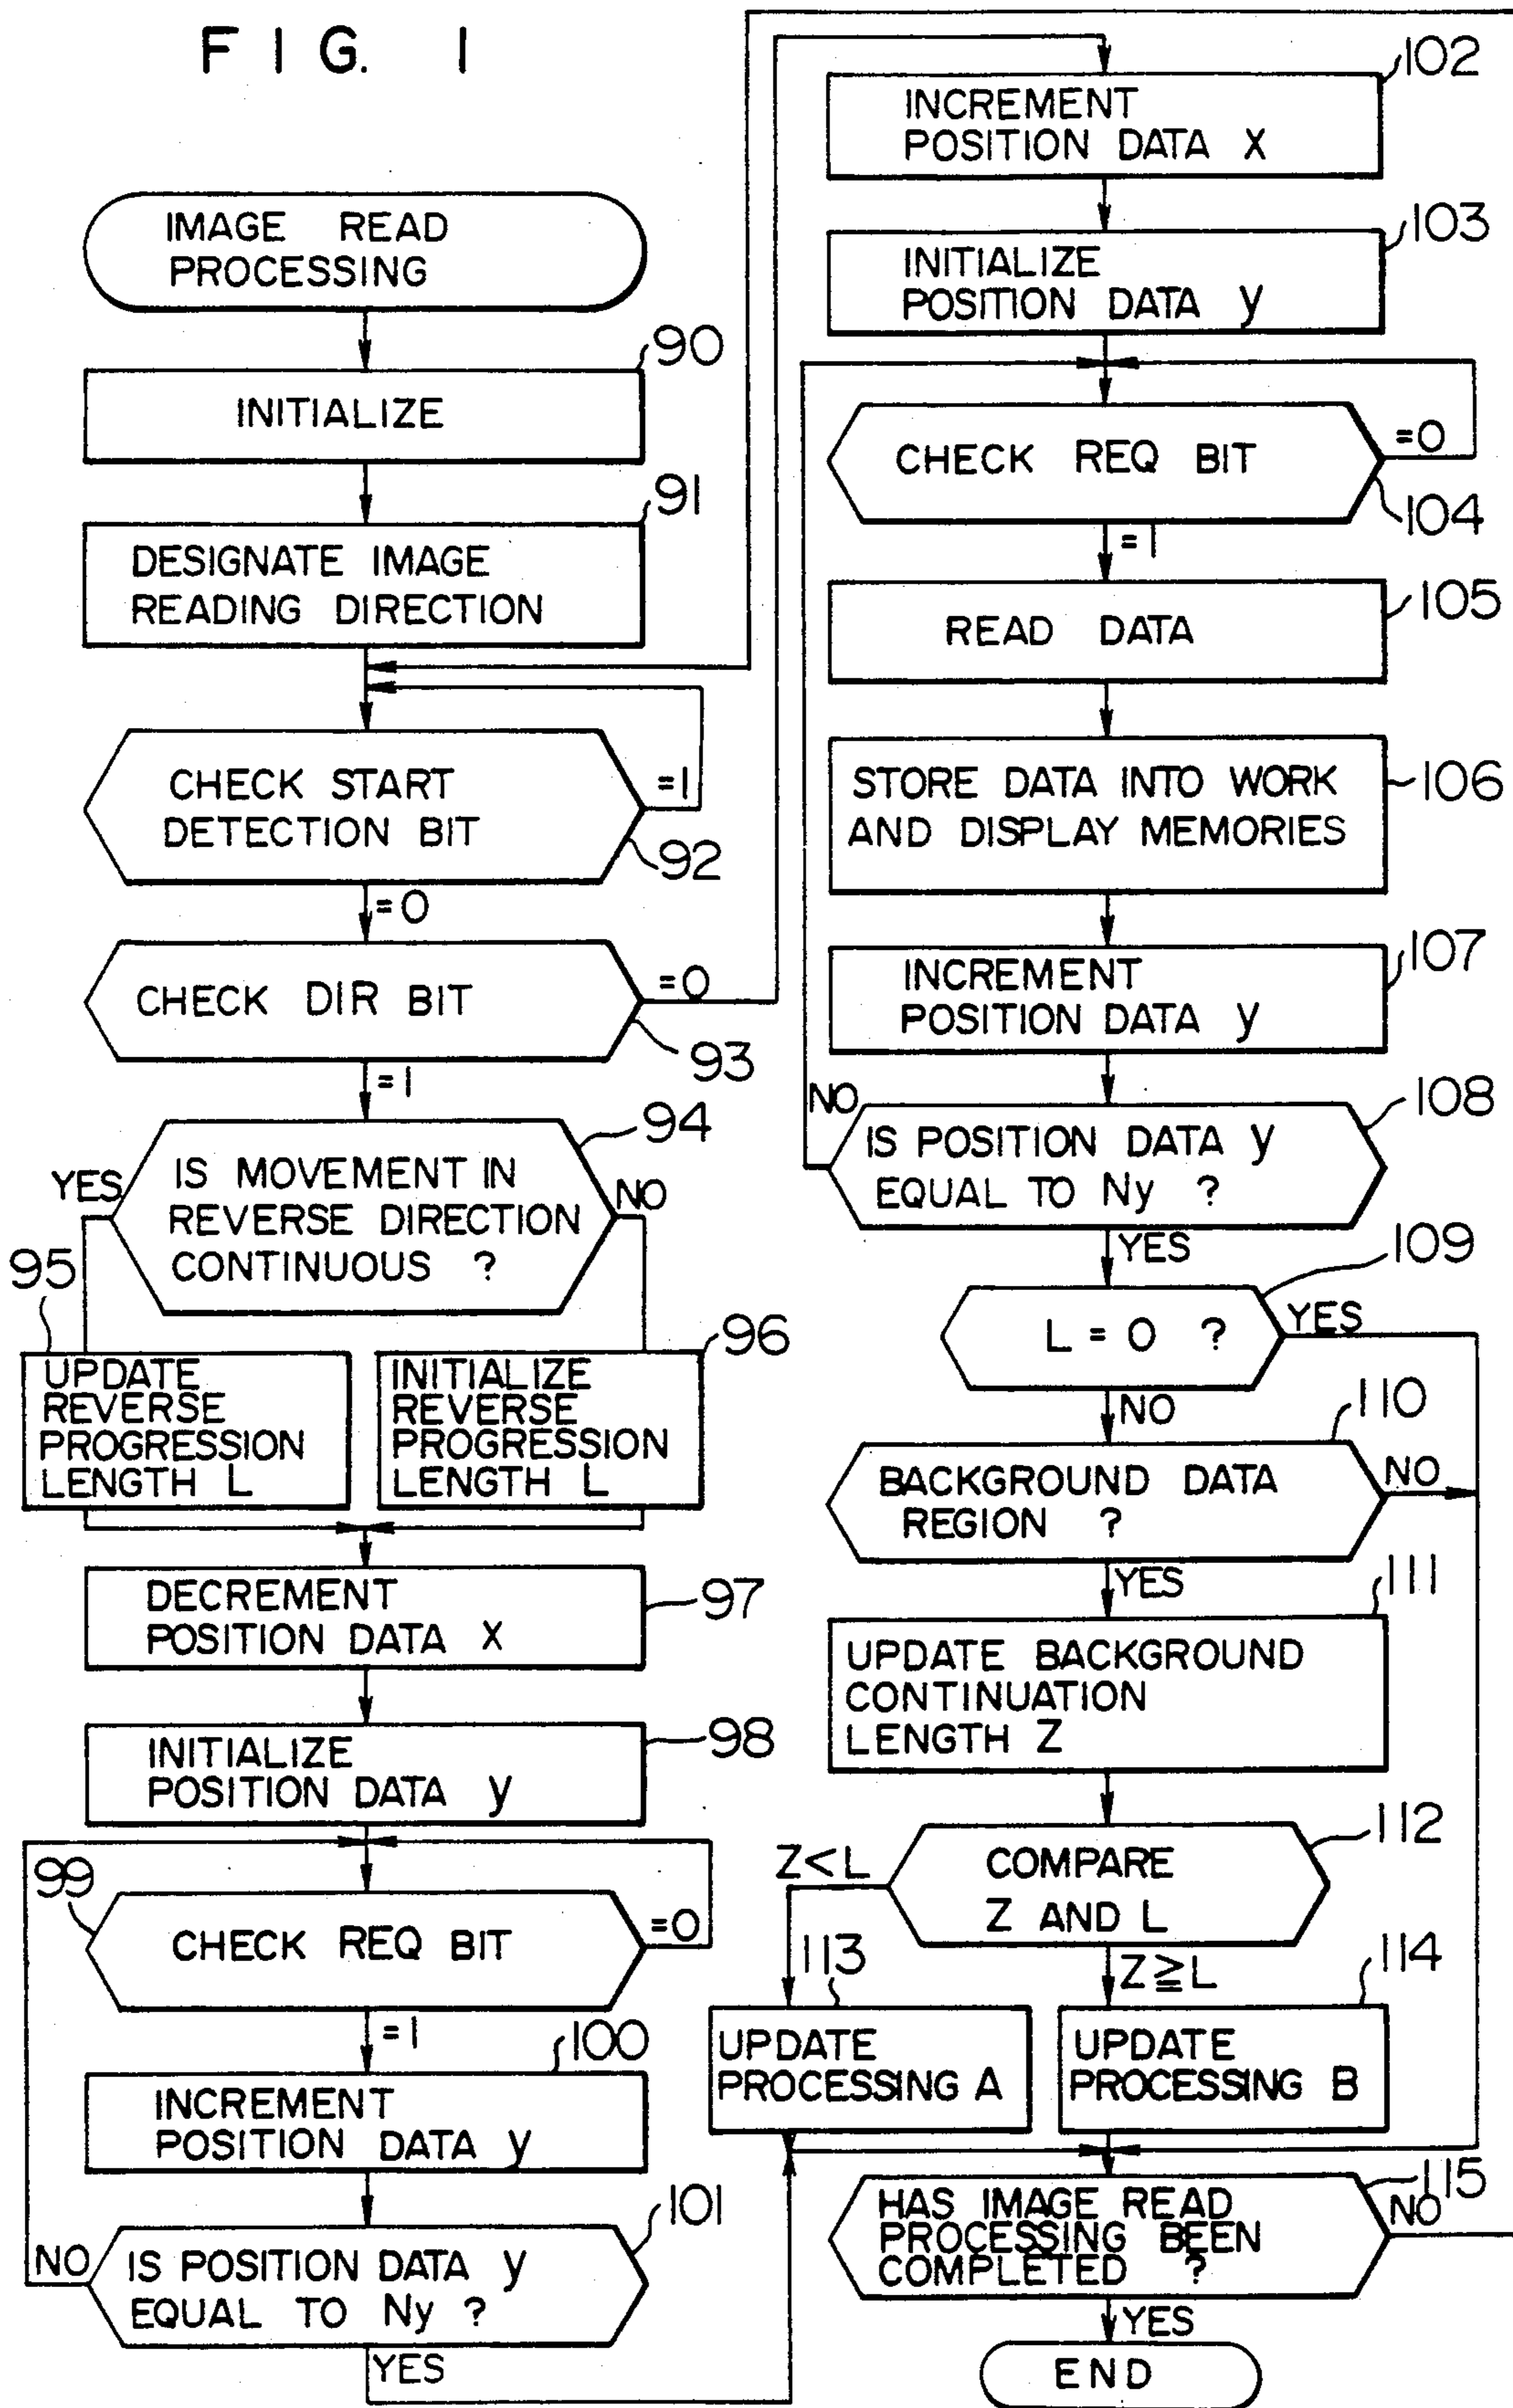 FIG. 1
IMAGE READ
PROCESSING
90
INITIALIZE
91
DESIGNATE IMAGE
READING DIRECTION
CHECK START
DETECTION BIT
=1
92
=0
CHECK DIR BIT
=0
93
=1
94
IS MOVEMENT IN
REVERSE DIRECTION
CONTINUOUS ?
YES
NO
95
UPDATE
REVERSE
PROGRESSION
LENGTH L
96
INITIALIZE
REVERSE
PROGRESSION
LENGTH L
DECREMENT
POSITION DATA X
97
INITIALIZE
POSITION DATA y
98
99
CHECK REQ BIT
=0
=1
100
INCREMENT
POSITION DATA y
101
NO
IS POSITION DATA y
EQUAL TO Ny ?
YES
102
INCREMENT
POSITION DATA X
103
INITIALIZE
POSITION DATA y
CHECK REQ BIT
=0
104
=1
READ DATA
105
STORE DATA INTO WORK
AND DISPLAY MEMORIES
106
INCREMENT
POSITION DATA y
107
NO
108
IS POSITION DATA y
EQUAL TO Ny ?
YES
109
L = 0 ?
YES
NO
110
BACKGROUND DATA
REGION ?
NO
YES
111
UPDATE BACKGROUND
CONTINUATION
LENGTH Z
112
COMPARE
Z AND L
Z<L
Z≧L
113
UPDATE
PROCESSING A
114
UPDATE
PROCESSING B
115
HAS IMAGE READ
PROCESSING BEEN
COMPLETED ?
NO
YES
END